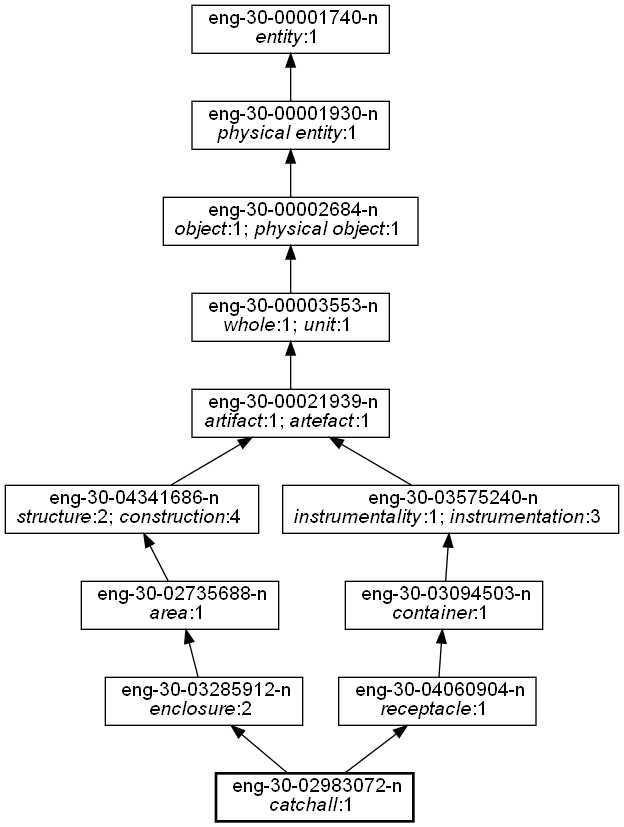 eng-30-00001740-n
entity:1
eng-30-00001930-n
physical entity:1
eng-30-00002684-n
object:1; physical object:1
eng-30-00003553-n
whole:1; unit:1
eng-30-00021939-n
artifact:1; artefact:1
eng-30-04341686-n
structure:2; construction:4
eng-30-03575240-n
instrumentality:1; instrumentation:3
eng-30-02735688-n
area:1
eng-30-03094503-n
container:1
eng-30-03285912-n
enclosure:2
eng-30-04060904-n
receptacle:1
eng-30-02983072-n
catchall:1